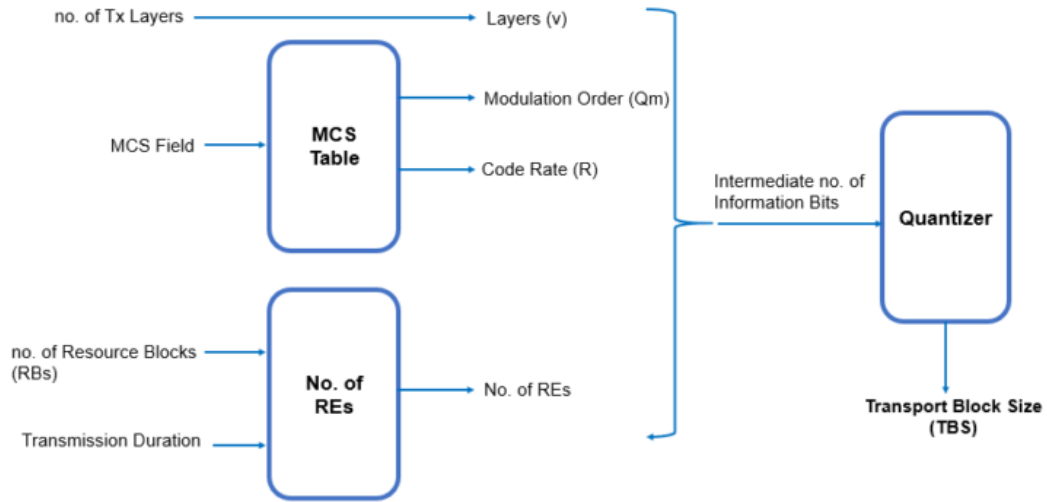 no. of Tx Layers
Layers (v)
MCS Field
MCS
Table
Modulation Order (Qm)
Code Rate (R)
no. of Resource Blocks
(RBs)
Transmission Duration
No. of
REs
No. of REs
Intermediate no. of
Information Bits
Quantizer
Transport Block Size
(TBS)